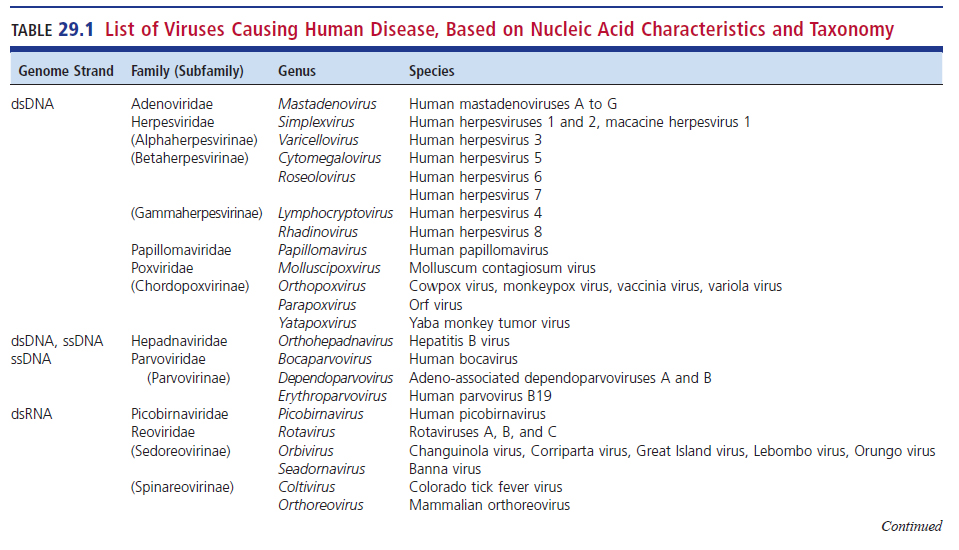 TABLE 29.1 List of Viruses Causing Human Disease, Based on Nucleic Acid Characteristics and Taxonomy
Genome Strand Family (Subfamily) Genus Species
dsDNA Adenoviridae Mastadenovirus Human mastadenoviruses A to G
Herpesviridae Simplexvirus Human herpesviruses 1 and 2, macacine herpesvirus 1
(Alphaherpesvirinae) Varicellovirus Human herpesvirus 3
(Betaherpesvirinae) Cytomegalovirus Human herpesvirus 5
Roseolovirus Human herpesvirus 6
Human herpesvirus 7
(Gammaherpesvirinae) Lymphocryptovirus Human herpesvirus 4
Rhadinovirus Human herpesvirus 8
Papillomaviridae Papillomavirus Human papillomavirus
Poxviridae Molluscipoxvirus Molluscum contagiosum virus
(Chordopoxvirinae) Orthopoxvirus Cowpox virus, monkeypox virus, vaccinia virus, variola virus
Parapoxvirus Orf virus
Yatapoxvirus Yaba monkey tumor virus
dsDNA, ssDNA Hepadnaviridae Orthohepadnavirus Hepatitis B virus
ssDNA Parvoviridae Bocaparvovirus Human bocavirus
(Parvovirinae) Dependoparvovirus Adeno-associated dependoparvoviruses A and B
Erythroparvovirus Human parvovirus B19
dsRNA Picobirnaviridae Picobirnavirus Human picobirnavirus
Reoviridae Rotavirus Rotaviruses A, B, and C
(Sedoreovirinae) Orbivirus Changuinola virus, Corriparta virus, Great Island virus, Lebombo virus, Orungo virus
Seadornavirus Banna virus
(Spinareovirinae) Coltivirus Colorado tick fever virus
Orthoreovirus Mammalian orthoreovirus
Continued